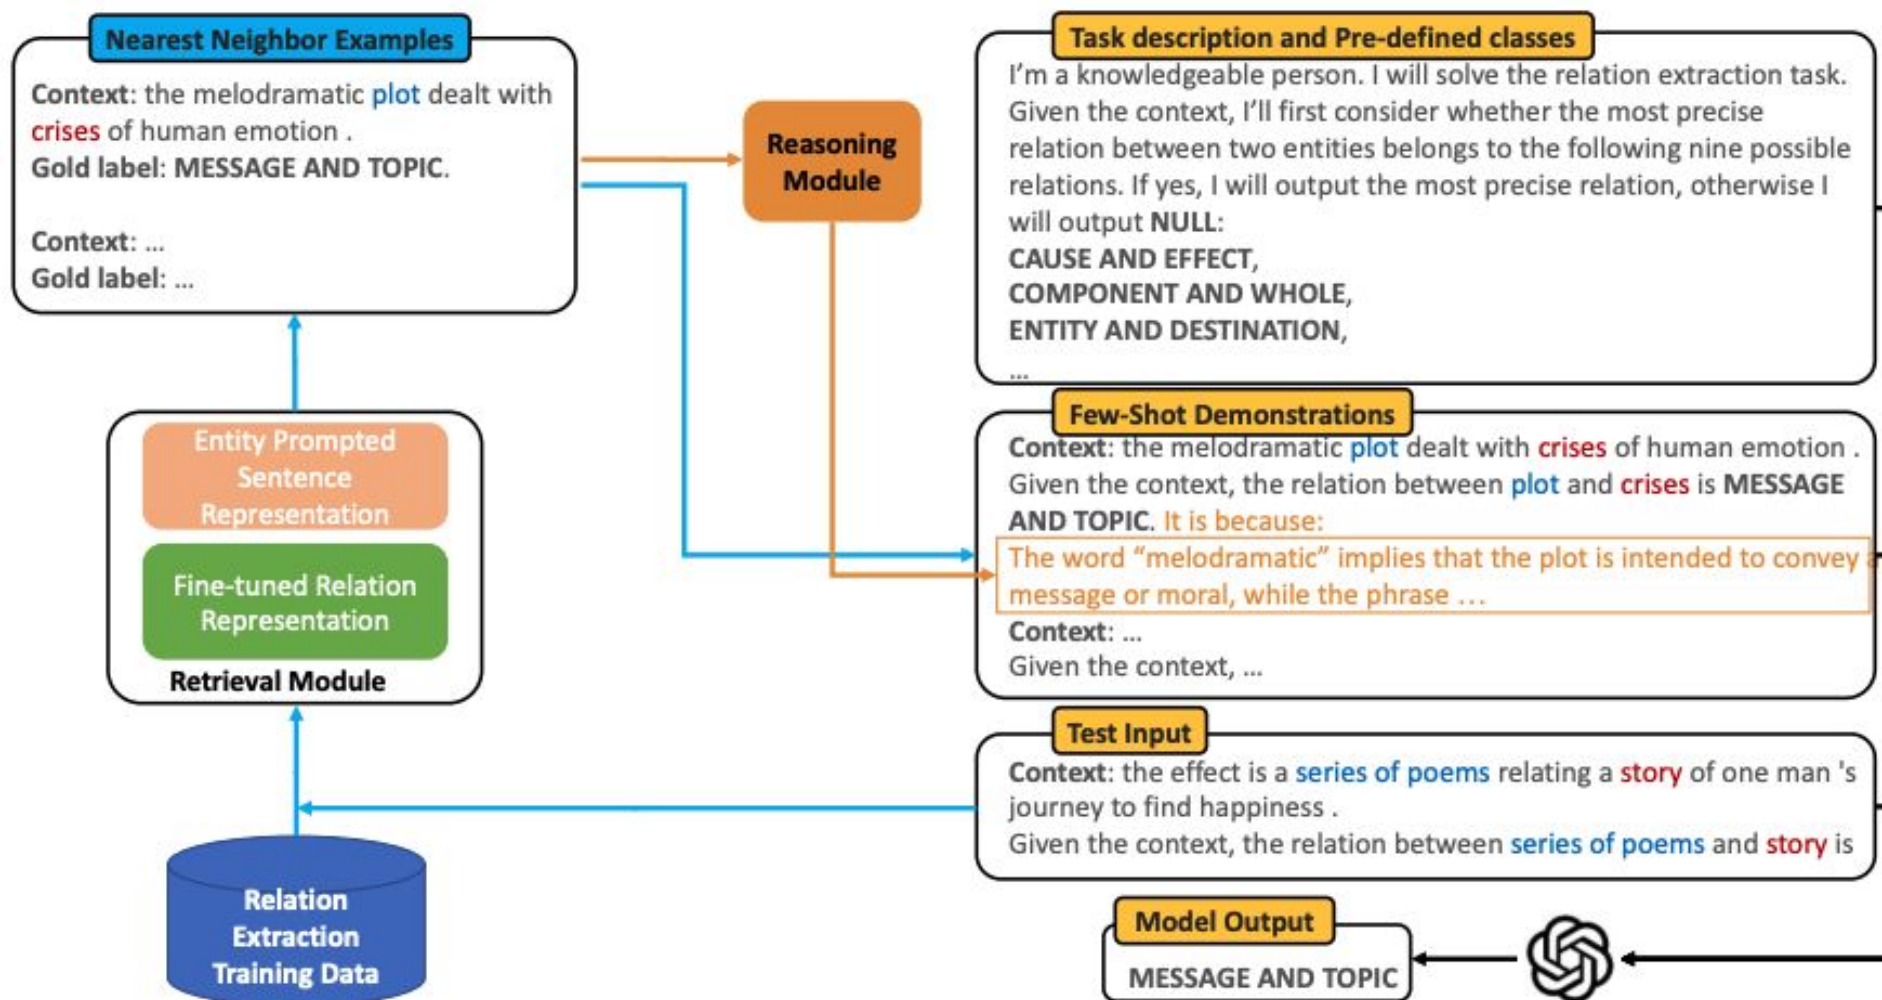 Nearest Neighbor Examples
Context: the melodramatic plot dealt with
crises of human emotion .
Gold label: MESSAGE AND TOPIC.
Context: ...
Gold label: ...
Reasoning
Module
Entity Prompted
Sentence
Representation
Fine-tuned Relation
Representation
Retrieval Module
Relation
Extraction
Training Data
Task description and Pre-defined classes
I'm a knowledgeable person. I will solve the relation extraction task.
Given the context, I'll first consider whether the most precise
relation between two entities belongs to the following nine possible
relations. If yes, I will output the most precise relation, otherwise I
will output NULL:
CAUSE AND EFFECT,
COMPONENT AND WHOLE,
ENTITY AND DESTINATION,
...
Few-Shot Demonstrations
Context: the melodramatic plot dealt with crises of human emotion .
Given the context, the relation between plot and crises is MESSAGE
AND TOPIC. It is because:
The word “melodramatic” implies that the plot is intended to convey a
message or moral, while the phrase ...
Context: ...
Given the context, ...
Test Input
Context: the effect is a series of poems relating a story of one man 's
journey to find happiness .
Given the context, the relation between series of poems and story is
Model Output
MESSAGE AND TOPIC